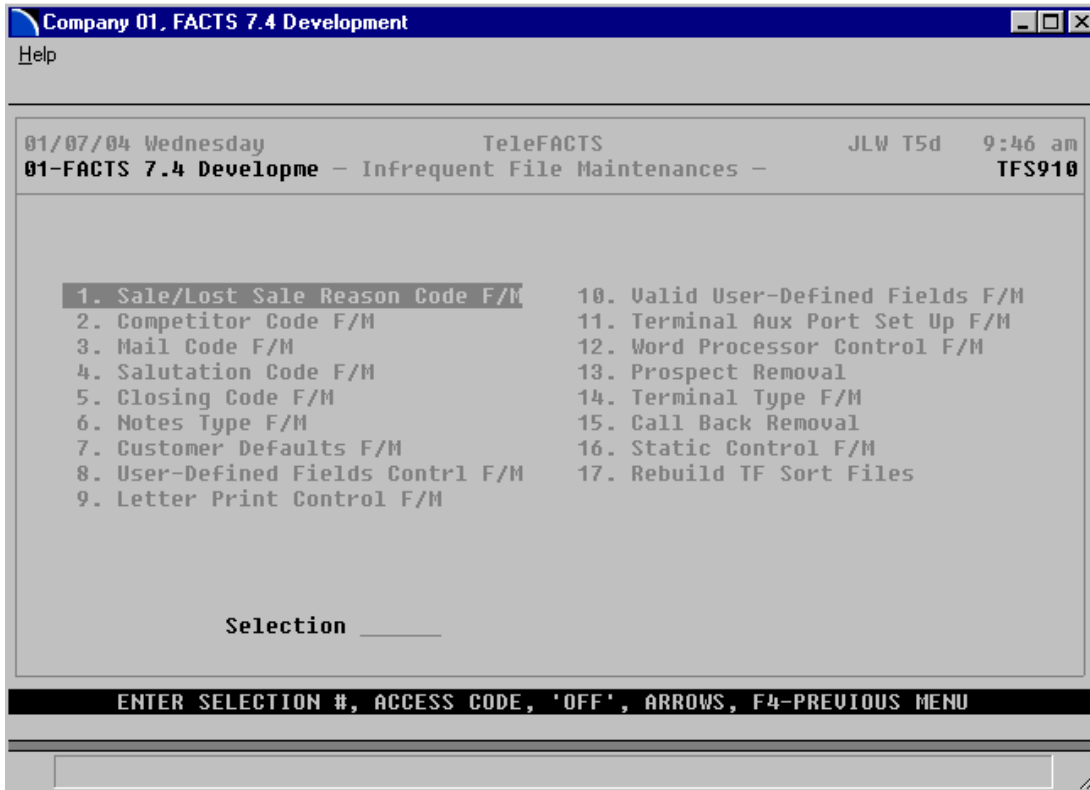 Company 01, FACTS 7.4 Development
Help
01/07/04 Wednesday TeleFACTS JLW T5d 9:46 am
01-FACTS 7.4 Developme — Infrequent File Maintenances — TFS910
1. Sale/Lost Sale Reason Code F/M
2. Competitor Code F/M
3. Mail Code F/M
4. Salutation Code F/M
5. Closing Code F/M
6. Notes Type F/M
7. Customer Defaults F/M
8. User-Defined Fields Contrl F/M
9. Letter Print Control F/M
10. Valid User-Defined Fields F/M
11. Terminal Aux Port Set Up F/M
12. Word Processor Control F/M
13. Prospect Removal
14. Terminal Type F/M
15. Call Back Removal
16. Static Control F/M
17. Rebuild TF Sort Files
Selection ______
ENTER SELECTION #, ACCESS CODE, 'OFF', ARROWS, F4-PREVIOUS MENU